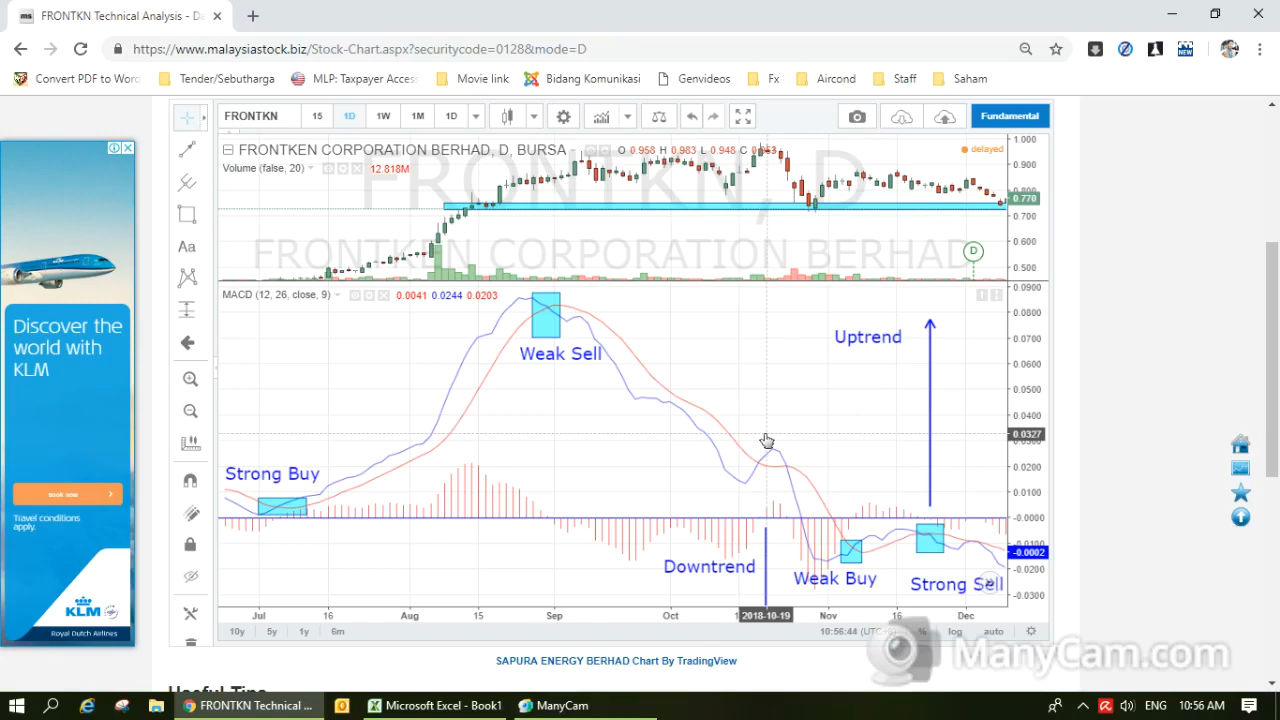 FRONTKN Technical Analysis - Da
https://www.malaysiastock.biz/Stock-Chart.aspx?securitycode=0128&mode=D
Convert PDF to Word
Tender/Sebutharga
MLP: Taxpayer Access
Movie link
Bidang Komunikasi
Genvideos
Fx
Aircond
Staff
Saham
NEW
FRONTKN 15 1D 1W 1M 1D Fundamental
FRONTKEN CORPORATION BERHAD, D, BURSA O 0.958 H 0.983 L 0.948 C
delayed
Volume (false, 20) 12.818M
FRONTKN, D
FRONTKEN CORPORATION BERHAD
D
1.000
0.900
0.770
0.700
0.600
0.500
MACD (12, 26, close, 9) 0.0041 0.0244 0.0203
0.0900
0.0800
0.0700
0.0600
0.0500
0.0400
0.0327
0.0200
0.0100
-0.0000
-0.0002
-0.0200
-0.0300
Weak Sell
Uptrend
Strong Buy
Downtrend
Weak Buy
Strong Sell
Jul 16 Aug 15 Sep Oct 2018-10-19 Nov 16 Dec
10y 5y 1y 6m 10:56:44 % log auto
SAPURA ENERGY BERHAD Chart By TradingView
Useful Tips
Discover the
world with
KLM
Book now
Travel conditions
apply.
KLM
Royal Dutch Airlines
ManyCam.com
FRONTKN Technical ...
Microsoft Excel - Book1
ManyCam
ENG
10:56 AM